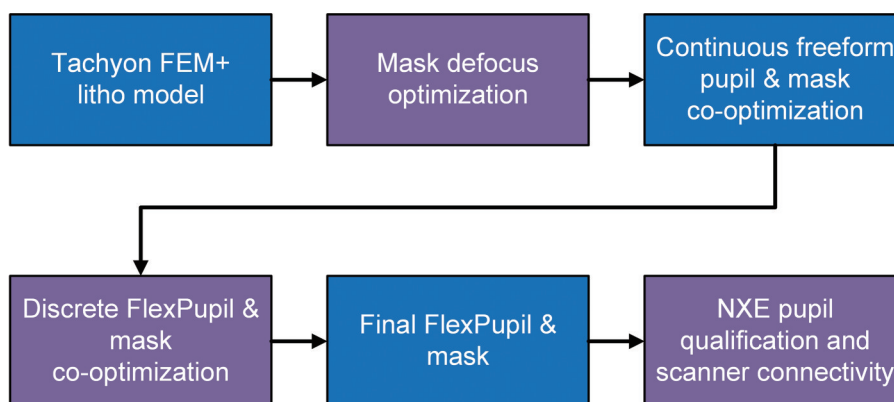 Tachyon FEM+
litho model
Mask defocus
optimization
Continuous freeform
pupil & mask
co-optimization
Discrete FlexPupil &
mask
co-optimization
Final FlexPupil &
mask
NXE pupil
qualification and
scanner connectivity